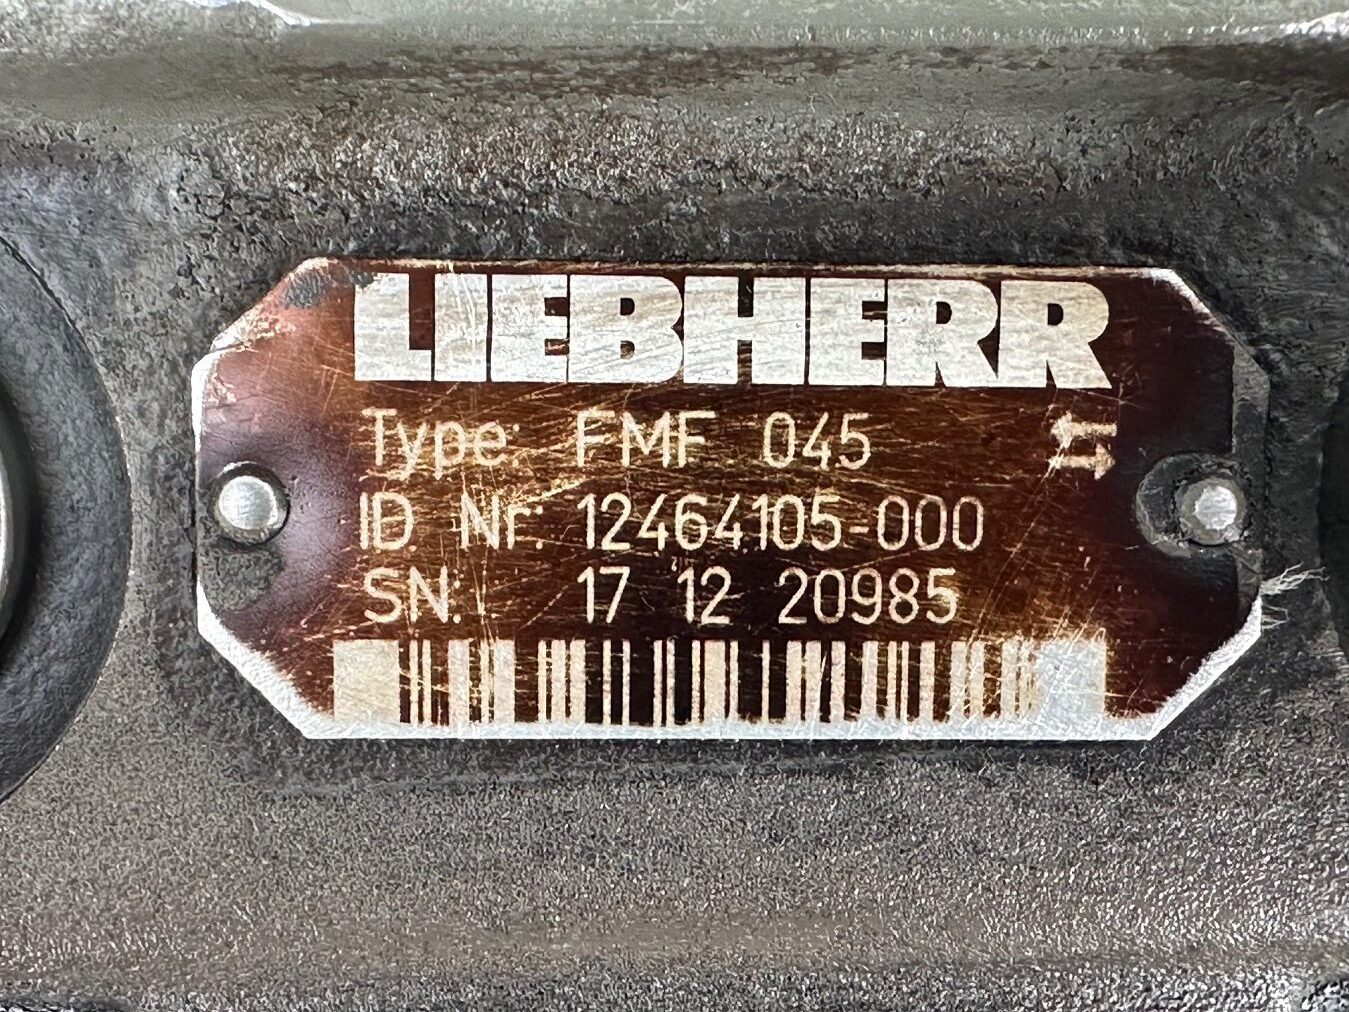 LIEBHERR
Type: FMF 045
ID. Nr: 12464105-000
SN: 17 12 20985